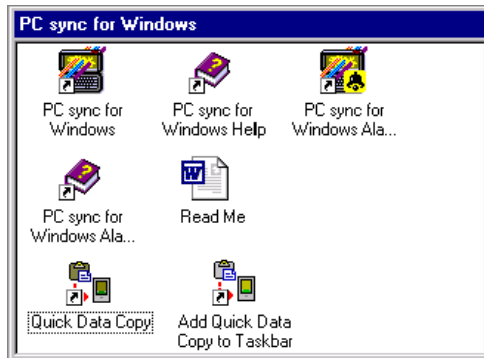 PC sync for Windows
PC sync for
Windows
PC sync for
Windows Help
PC sync for
Windows Ala...
PC sync for
Windows Ala...
Read Me
Quick Data Copy
Add Quick Data
Copy to Taskbar